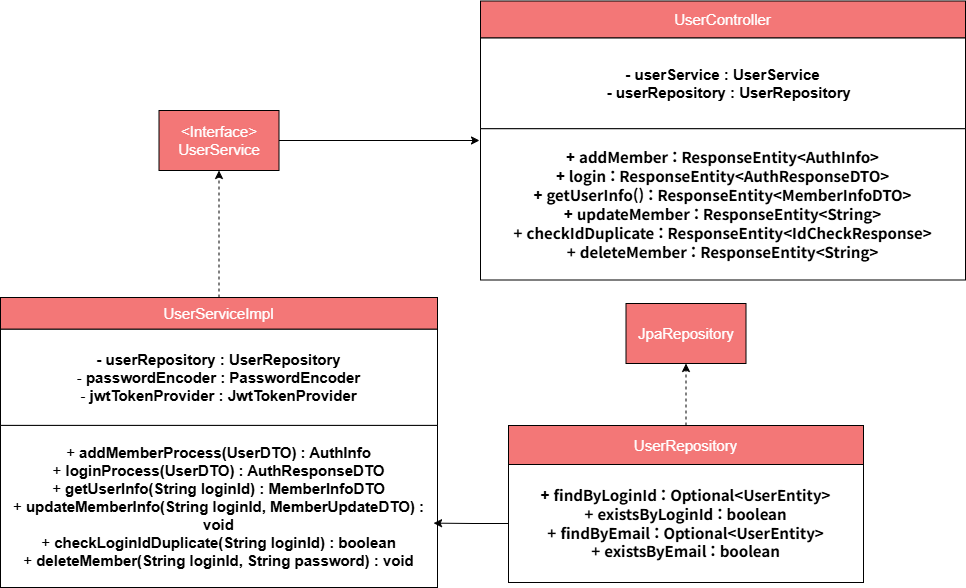 UserController
- userService : UserService
- userRepository : UserRepository
+ addMember : ResponseEntity<AuthInfo>
+ login : ResponseEntity<AuthResponseDTO>
+ getUserInfo() : ResponseEntity<MemberInfoDTO>
+ updateMember : ResponseEntity<String>
+ checkIdDuplicate : ResponseEntity<IdCheckResponse>
+ deleteMember : ResponseEntity<String>
<Interface>
UserService
UserServiceImpl
- userRepository : UserRepository
- passwordEncoder : PasswordEncoder
- jwtTokenProvider : JwtTokenProvider
+ addMemberProcess(UserDTO) : AuthInfo
+ loginProcess(UserDTO) : AuthResponseDTO
+ getUserInfo(String loginId) : MemberInfoDTO
+ updateMemberInfo(String loginId, MemberUpdateDTO) :
void
+ checkLoginIdDuplicate(String loginId) : boolean
+ deleteMember(String loginId, String password) : void
JpaRepository
UserRepository
+ findByLoginId : Optional<UserEntity>
+ existsByLoginId : boolean
+ findByEmail : Optional<UserEntity>
+ existsByEmail : boolean